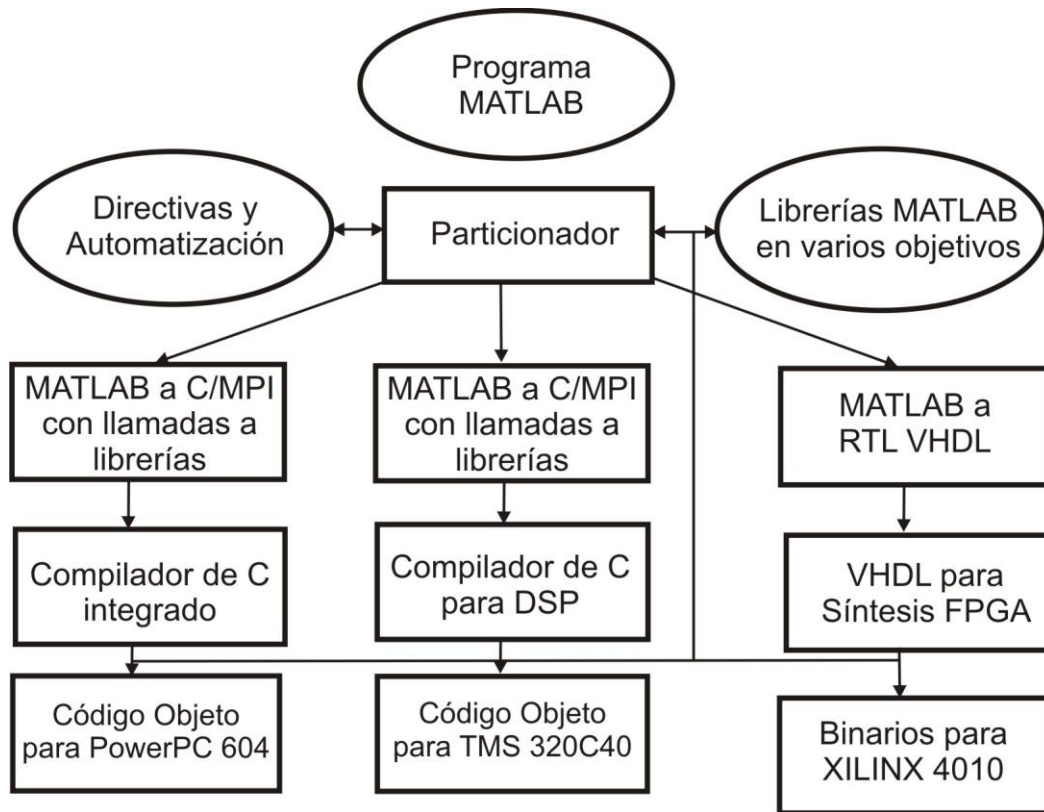 Programa
MATLAB
Directivas y
Automatización
Particionador
Librerías MATLAB
en varios objetivos
MATLAB a C/MPI
con llamadas a
librerías
MATLAB a C/MPI
con llamadas a
librerías
MATLAB a
RTL VHDL
Compilador de C
integrado
Compilador de C
para DSP
VHDL para
Síntesis FPGA
Código Objeto
para PowerPC 604
Código Objeto
para TMS 320C40
Binarios para
XILINX 4010